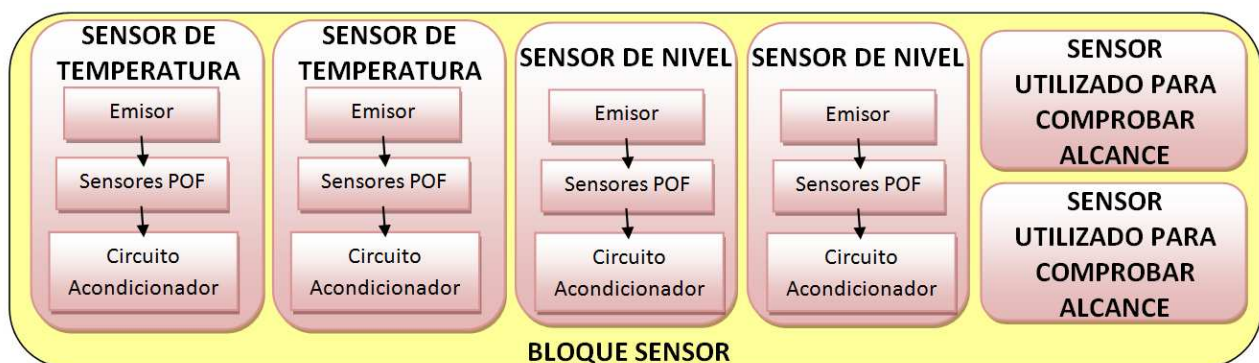 SENSOR DE
TEMPERATURA
Emisor
Sensores POF
Circuito
Acondicionador
SENSOR DE
TEMPERATURA
Emisor
Sensores POF
Circuito
Acondicionador
SENSOR DE NIVEL
Emisor
Sensores POF
Circuito
Acondicionador
SENSOR DE NIVEL
Emisor
Sensores POF
Circuito
Acondicionador
SENSOR
UTILIZADO PARA
COMPROBAR
ALCANCE
SENSOR
UTILIZADO PARA
COMPROBAR
ALCANCE
BLOQUE SENSOR